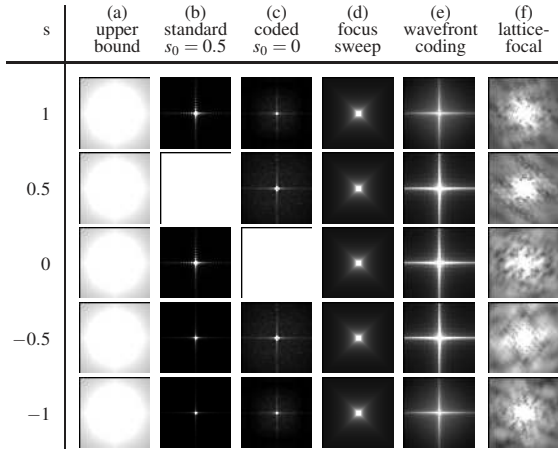 (a) (b) (c) (d) (e) (f)
s upper standard coded focus wavefront lattice-
bound s₀ = 0.5 s₀ = 0 sweep coding focal
1
0.5
0
−0.5
−1